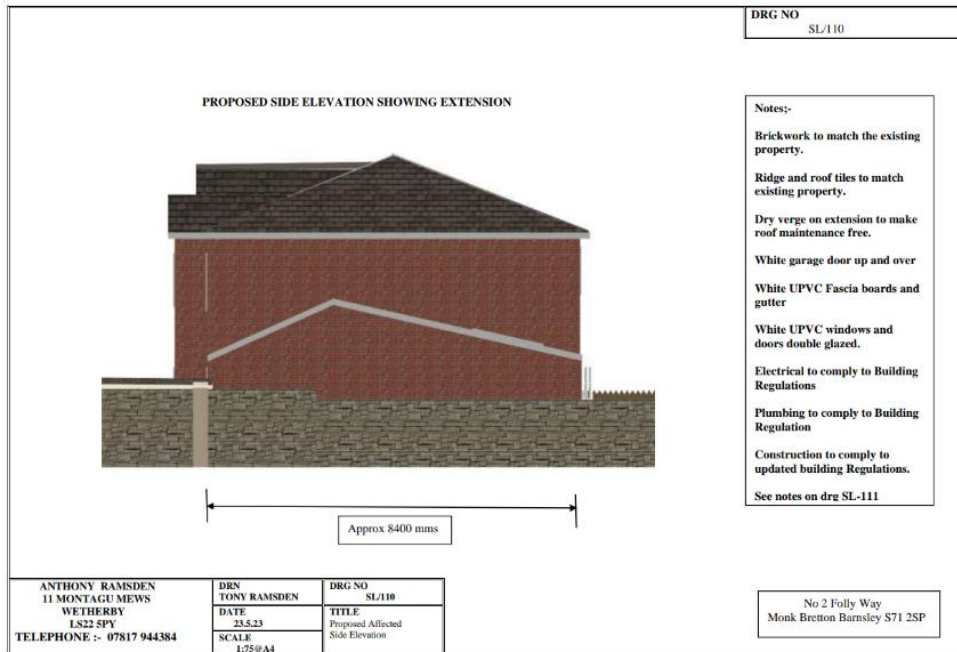 DRG NO
SL/110
PROPOSED SIDE ELEVATION SHOWING EXTENSION
Notes;-
Brickwork to match the existing
property.
Ridge and roof tiles to match
existing property.
Dry verge on extension to make
roof maintenance free.
White garage door up and over
White UPVC Fascia boards and
gutter
White UPVC windows and
doors double glazed.
Electrical to comply to Building
Regulations
Plumbing to comply to Building
Regulation
Construction to comply to
updated building Regulations.
See notes on drg SL-111
Approx 8400 mms
ANTHONY RAMSDEN
11 MONTAGU MEWS
WETHERBY
LS22 5PY
TELEPHONE :- 07817 944384
DRN
TONY RAMSDEN
DATE
23.5.23
SCALE
1:75@A4
DRG NO
SL/110
TITLE
Proposed Affected
Side Elevation
No 2 Folly Way
Monk Bretton Barnsley S71 2SP